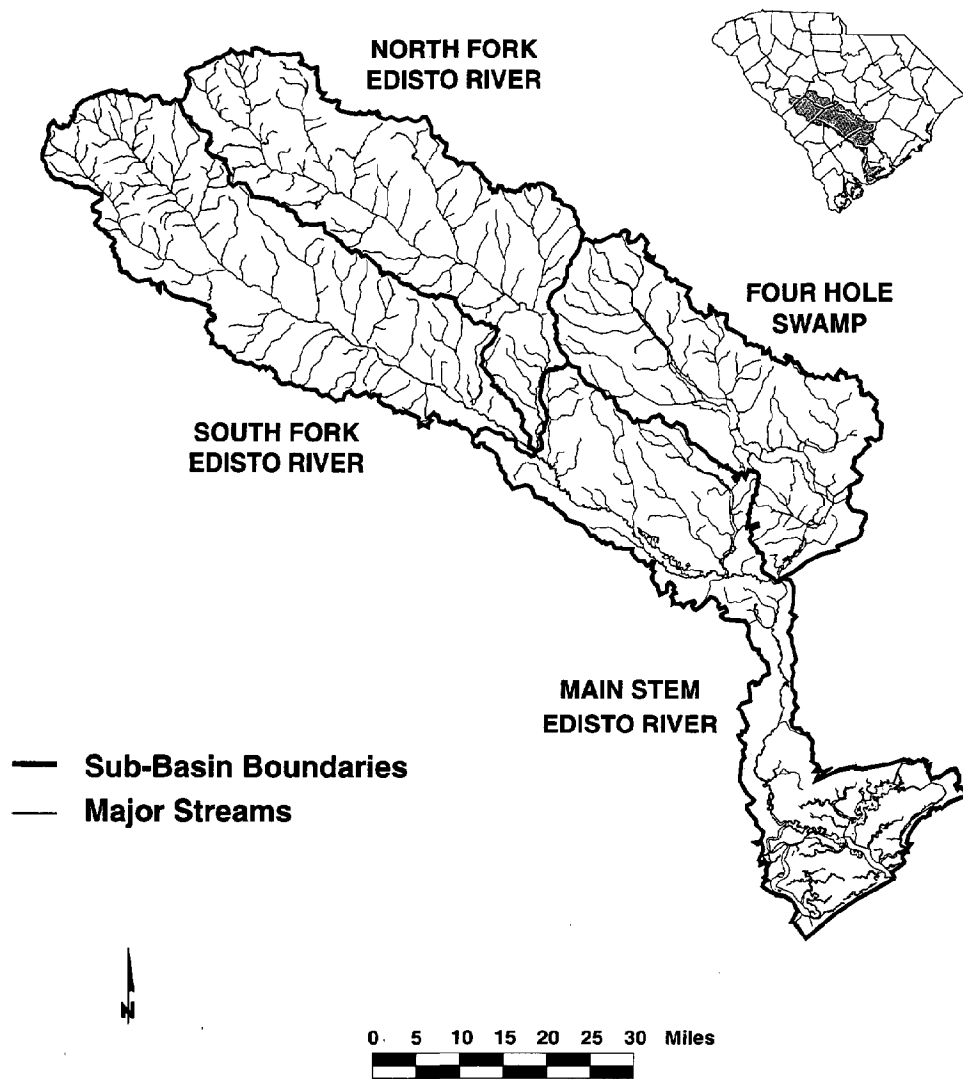 NORTH FORK
EDISTO RIVER
FOUR HOLE
SWAMP
SOUTH FORK
EDISTO RIVER
MAIN STEM
EDISTO RIVER
Sub-Basin Boundaries
Major Streams
N
0 5 10 15 20 25 30 Miles